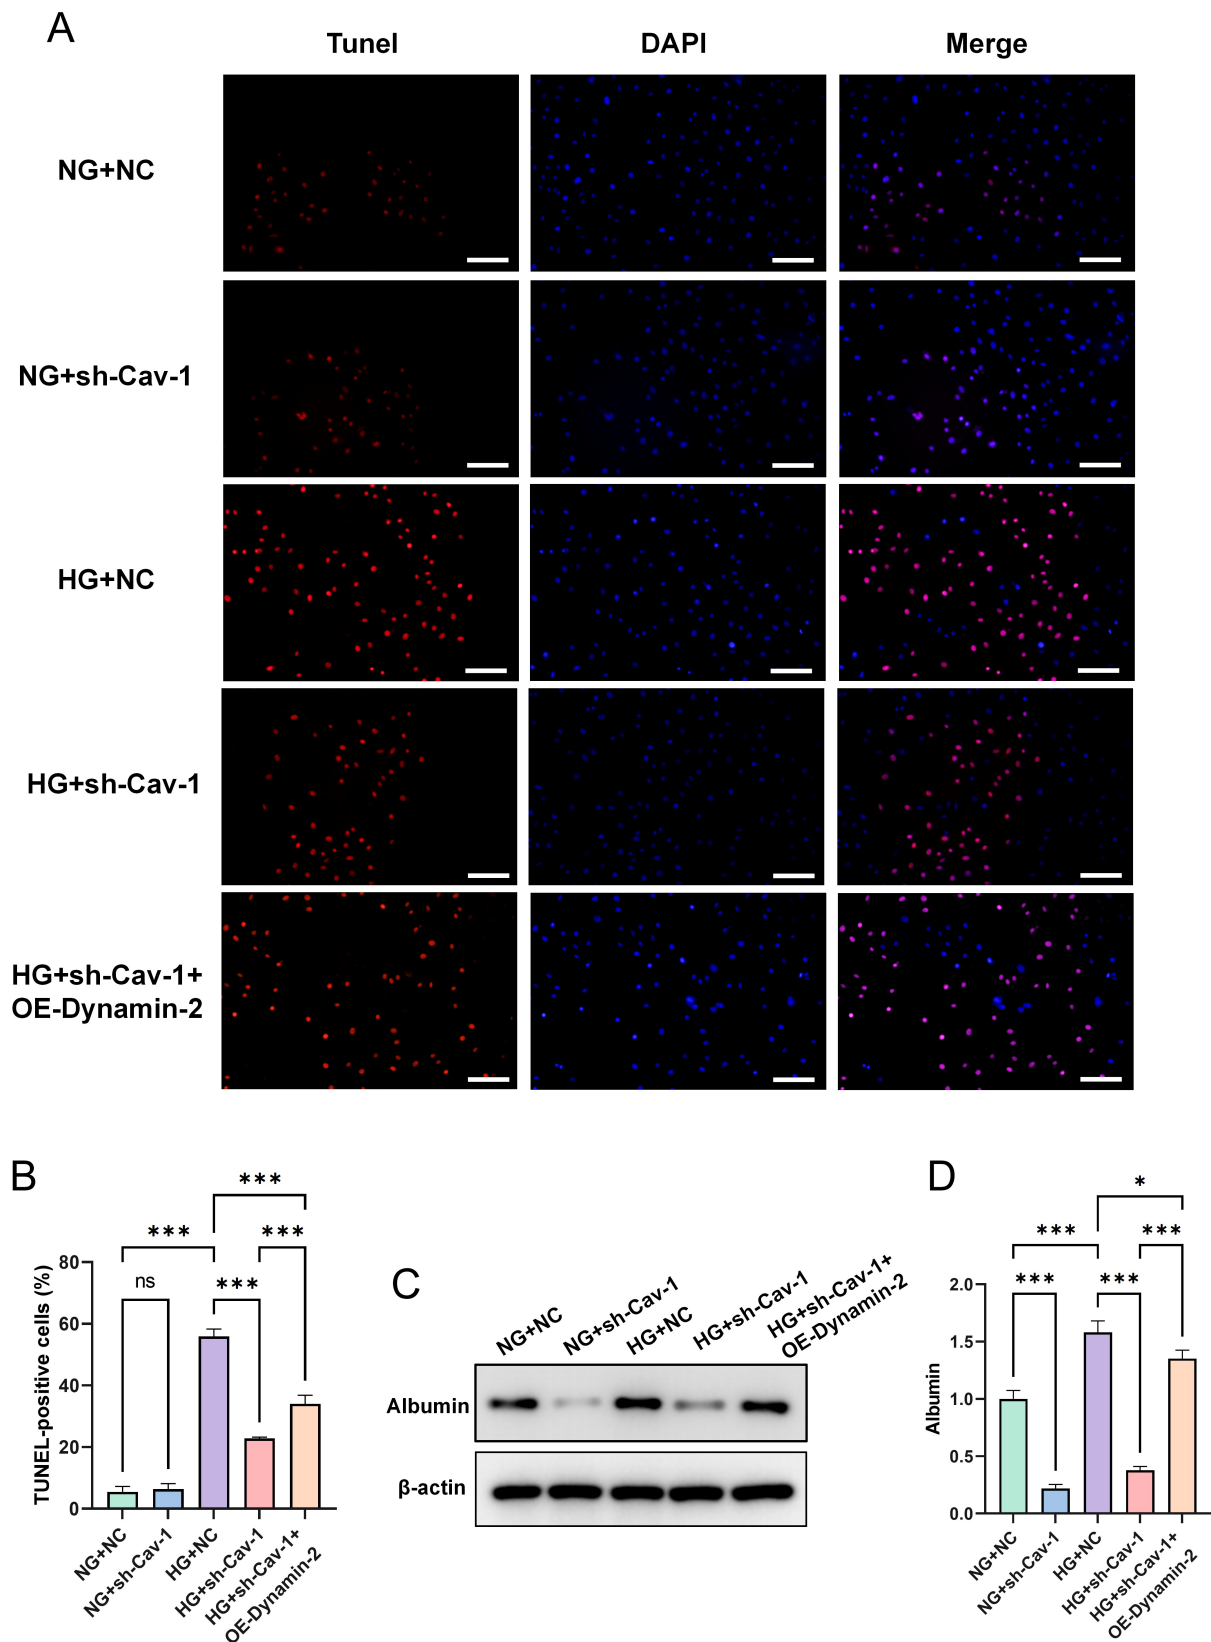 A
Tunel
DAPI
Merge
NG+NC
NG+sh-Cav-1
HG+NC
HG+sh-Cav-1
HG+sh-Cav-1+
OE-Dynamin-2
B
***
***
***
ns
***
TUNEL-positive cells (%)
80
60
40
20
0
NG+NC
NG+sh-Cav-1
HG+NC
HG+sh-Cav-1
HG+sh-Cav-1+
OE-Dynamin-2
C
NG+NC
NG+sh-Cav-1
HG+NC
HG+sh-Cav-1
HG+sh-Cav-1+
OE-Dynamin-2
Albumin
β-actin
D
*
***
***
***
***
Albumin
2.0
1.5
1.0
0.5
0.0
NG+NC
NG+sh-Cav-1
HG+NC
HG+sh-Cav-1
HG+sh-Cav-1+
OE-Dynamin-2